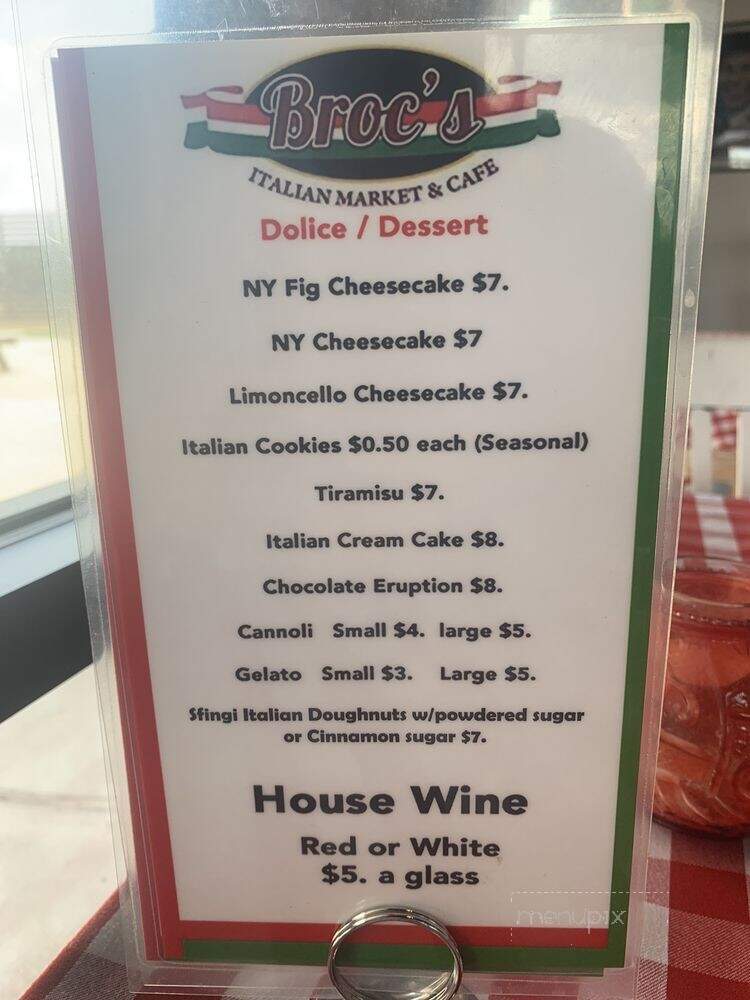 Broc's
ITALIAN MARKET & CAFE
Dolice / Dessert
NY Fig Cheesecake $7.
NY Cheesecake $7
Limoncello Cheesecake $7.
Italian Cookies $0.50 each (Seasonal)
Tiramisu $7.
Italian Cream Cake $8.
Chocolate Eruption $8.
Cannoli Small $4. large $5.
Gelato Small $3. Large $5.
Sfingi Italian Doughnuts w/powdered sugar
or Cinnamon sugar $7.
House Wine
Red or White
$5. a glass
menupix